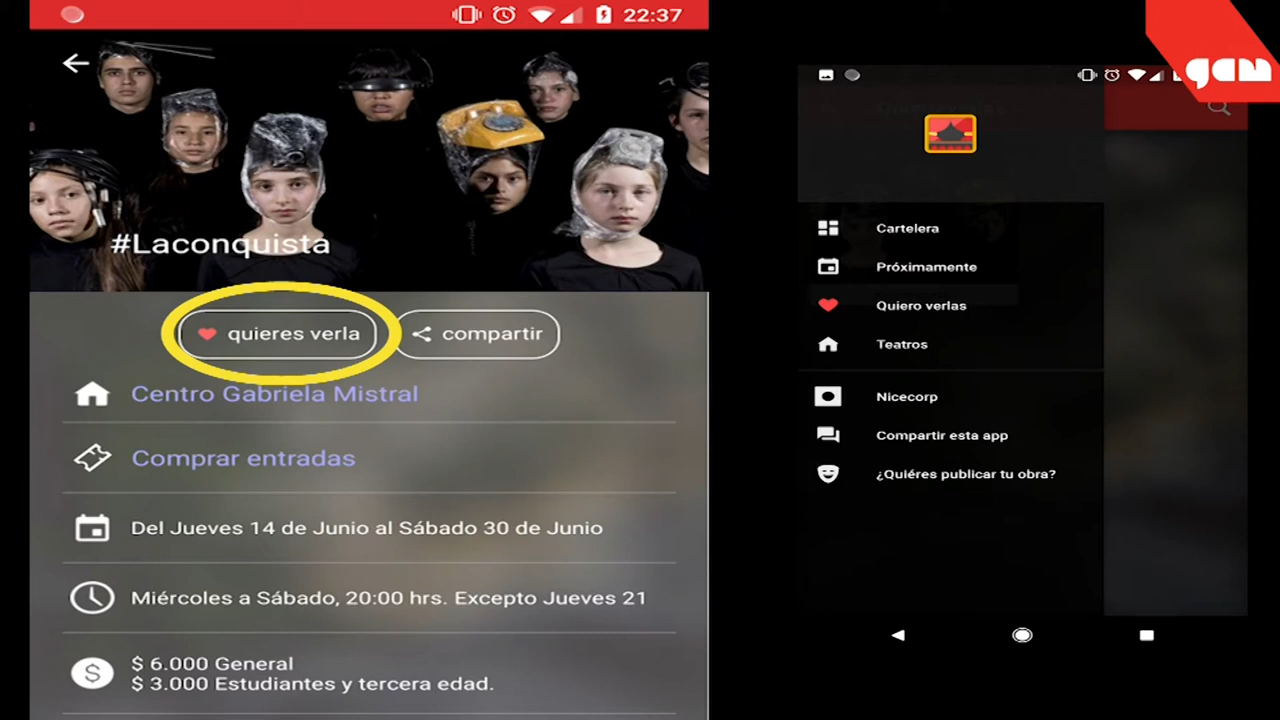 22:37
#Laconquista
quieres verla
compartir
Centro Gabriela Mistral
Comprar entradas
Del Jueves 14 de Junio al Sábado 30 de Junio
Miércoles a Sábado, 20:00 hrs. Excepto Jueves 21
$ 6.000 General
$ 3.000 Estudiantes y tercera edad.
gam
Cartelera
Próximamente
Quiero verlas
Teatros
Nicecorp
Compartir esta app
¿Quiéres publicar tu obra?